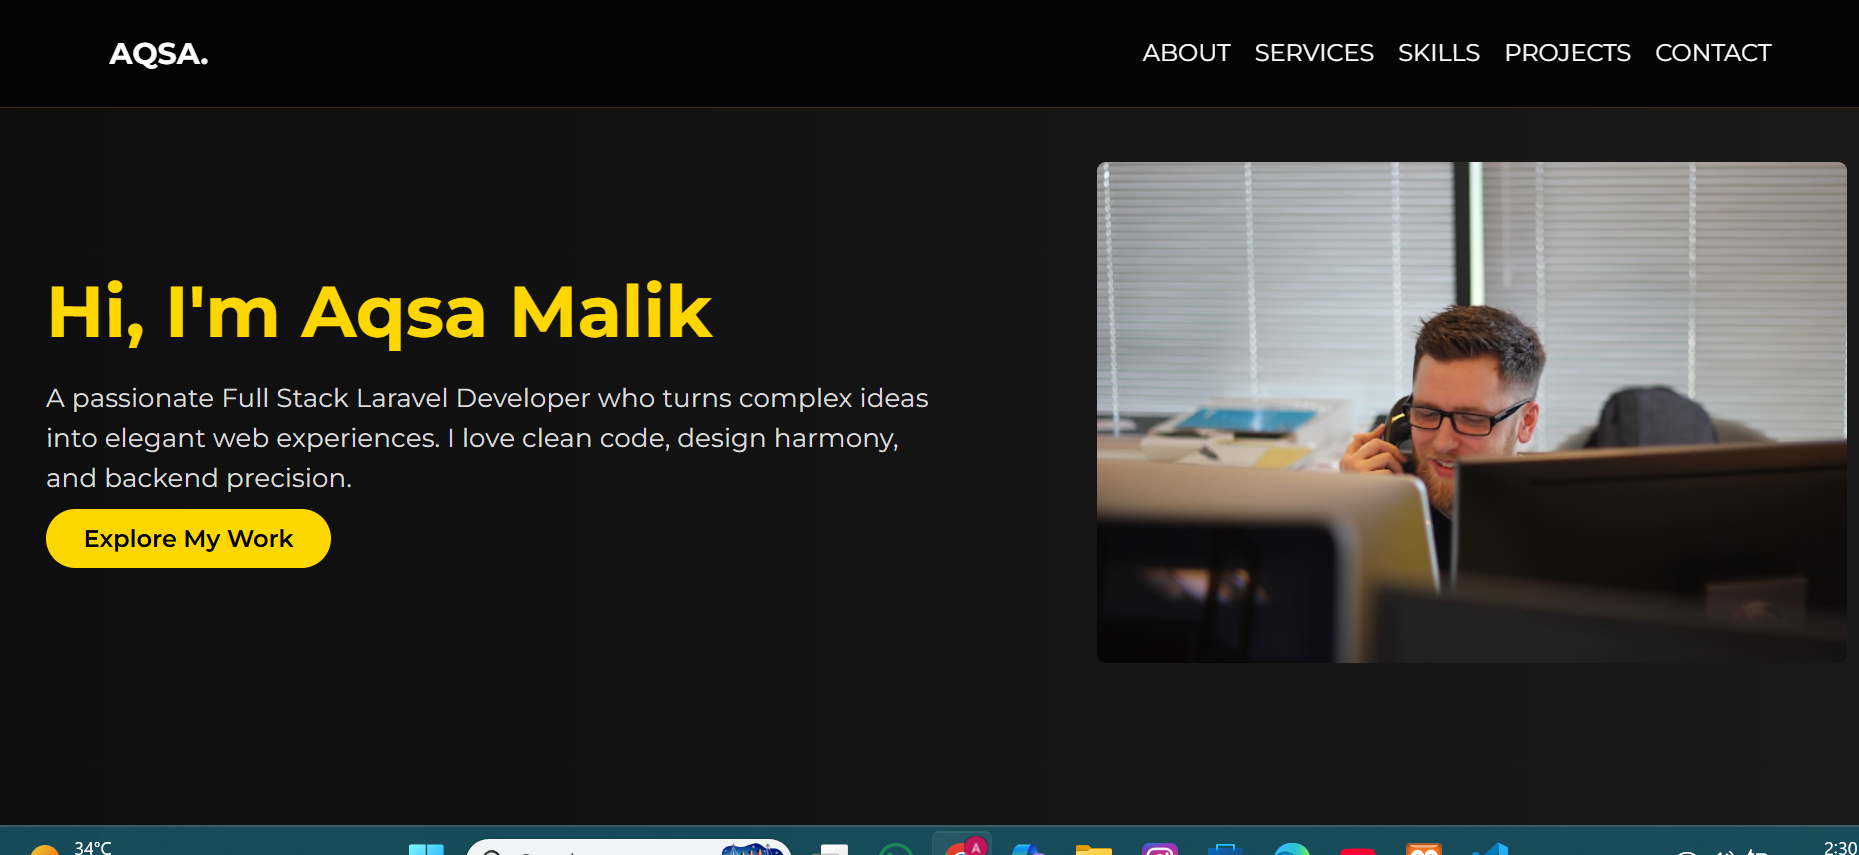 AQSA.
ABOUT SERVICES SKILLS PROJECTS CONTACT
Hi, I'm Aqsa Malik
A passionate Full Stack Laravel Developer who turns complex ideas
into elegant web experiences. I love clean code, design harmony,
and backend precision.
Explore My Work
34°C
A
2:30